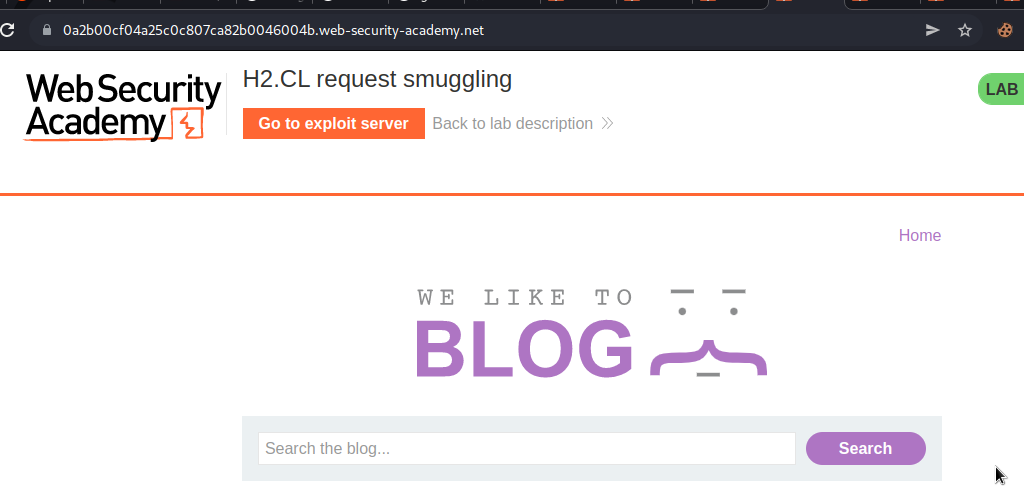 0a2b00cf04a25c0c807ca82b0046004b.web-security-academy.net
Web Security
Academy
H2.CL request smuggling
LAB
Go to exploit server
Back to lab description
Home
WE LIKE TO
BLOG
Search the blog...
Search